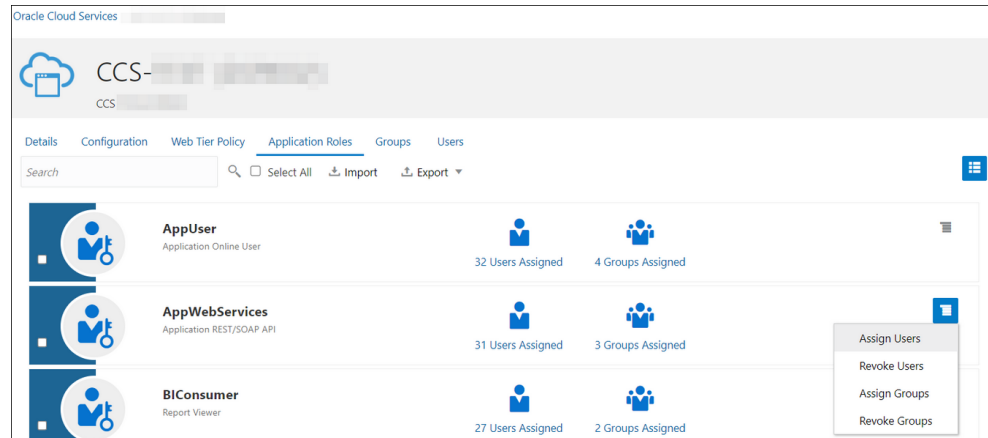 Oracle Cloud Services
CCS-
CCS
Details Configuration Web Tier Policy Application Roles Groups Users
Search Select All Import Export
AppUser
Application Online User
32 Users Assigned 4 Groups Assigned
AppWebServices
Application REST/SOAP API
31 Users Assigned 3 Groups Assigned
Assign Users
Revoke Users
Assign Groups
Revoke Groups
BIConsumer
Report Viewer
27 Users Assigned 2 Groups Assigned